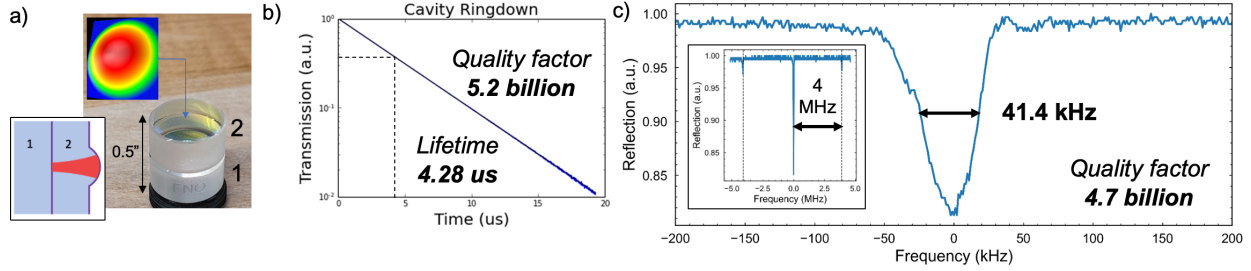 a)
1
2
0.5"
2
1
b)
Cavity Ringdown
Transmission (a.u.)
10⁰
10⁻¹
10⁻²
Quality factor
5.2 billion
Lifetime
4.28 us
0
5
10
15
20
Time (us)
c)
Reflection (a.u.)
1.00
0.95
0.90
0.85
Reflection (a.u.)
1.00
0.95
0.90
0.85
4
MHz
−5.0
−2.5
0.0
2.5
5.0
Frequency (MHz)
41.4 kHz
Quality factor
4.7 billion
−200
−150
−100
−50
0
50
100
150
200
Frequency (kHz)